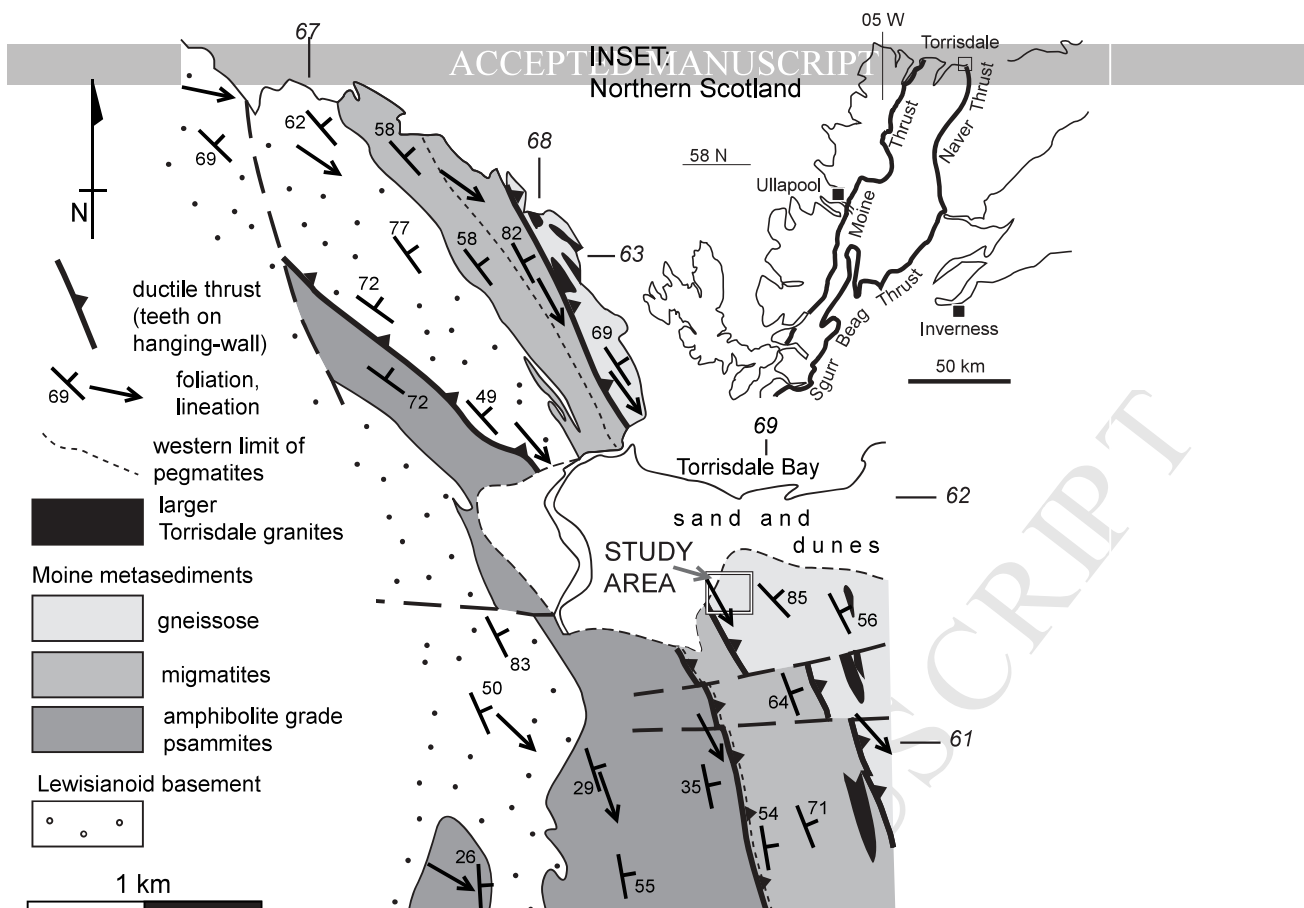 ACCEPTED MANUSCRIPT
67
INSET:
Northern Scotland
05 W
Torrisdale
58 N
Ullapool
Moine
Thrust
Naver Thrust
Sgurr Beag Thrust
Inverness
50 km
N
ductile thrust
(teeth on
hanging-wall)
69
foliation,
lineation
western limit of
pegmatites
larger
Torrisdale granites
Moine metasediments
gneissose
migmatites
amphibolite grade
psammites
Lewisianoid basement
1 km
69
62
58
68
77
58
82
63
72
69
72
49
69
Torrisdale Bay
62
sand and
dunes
STUDY
AREA
85
56
83
50
64
61
29
35
54
71
26
55
USCRIPT